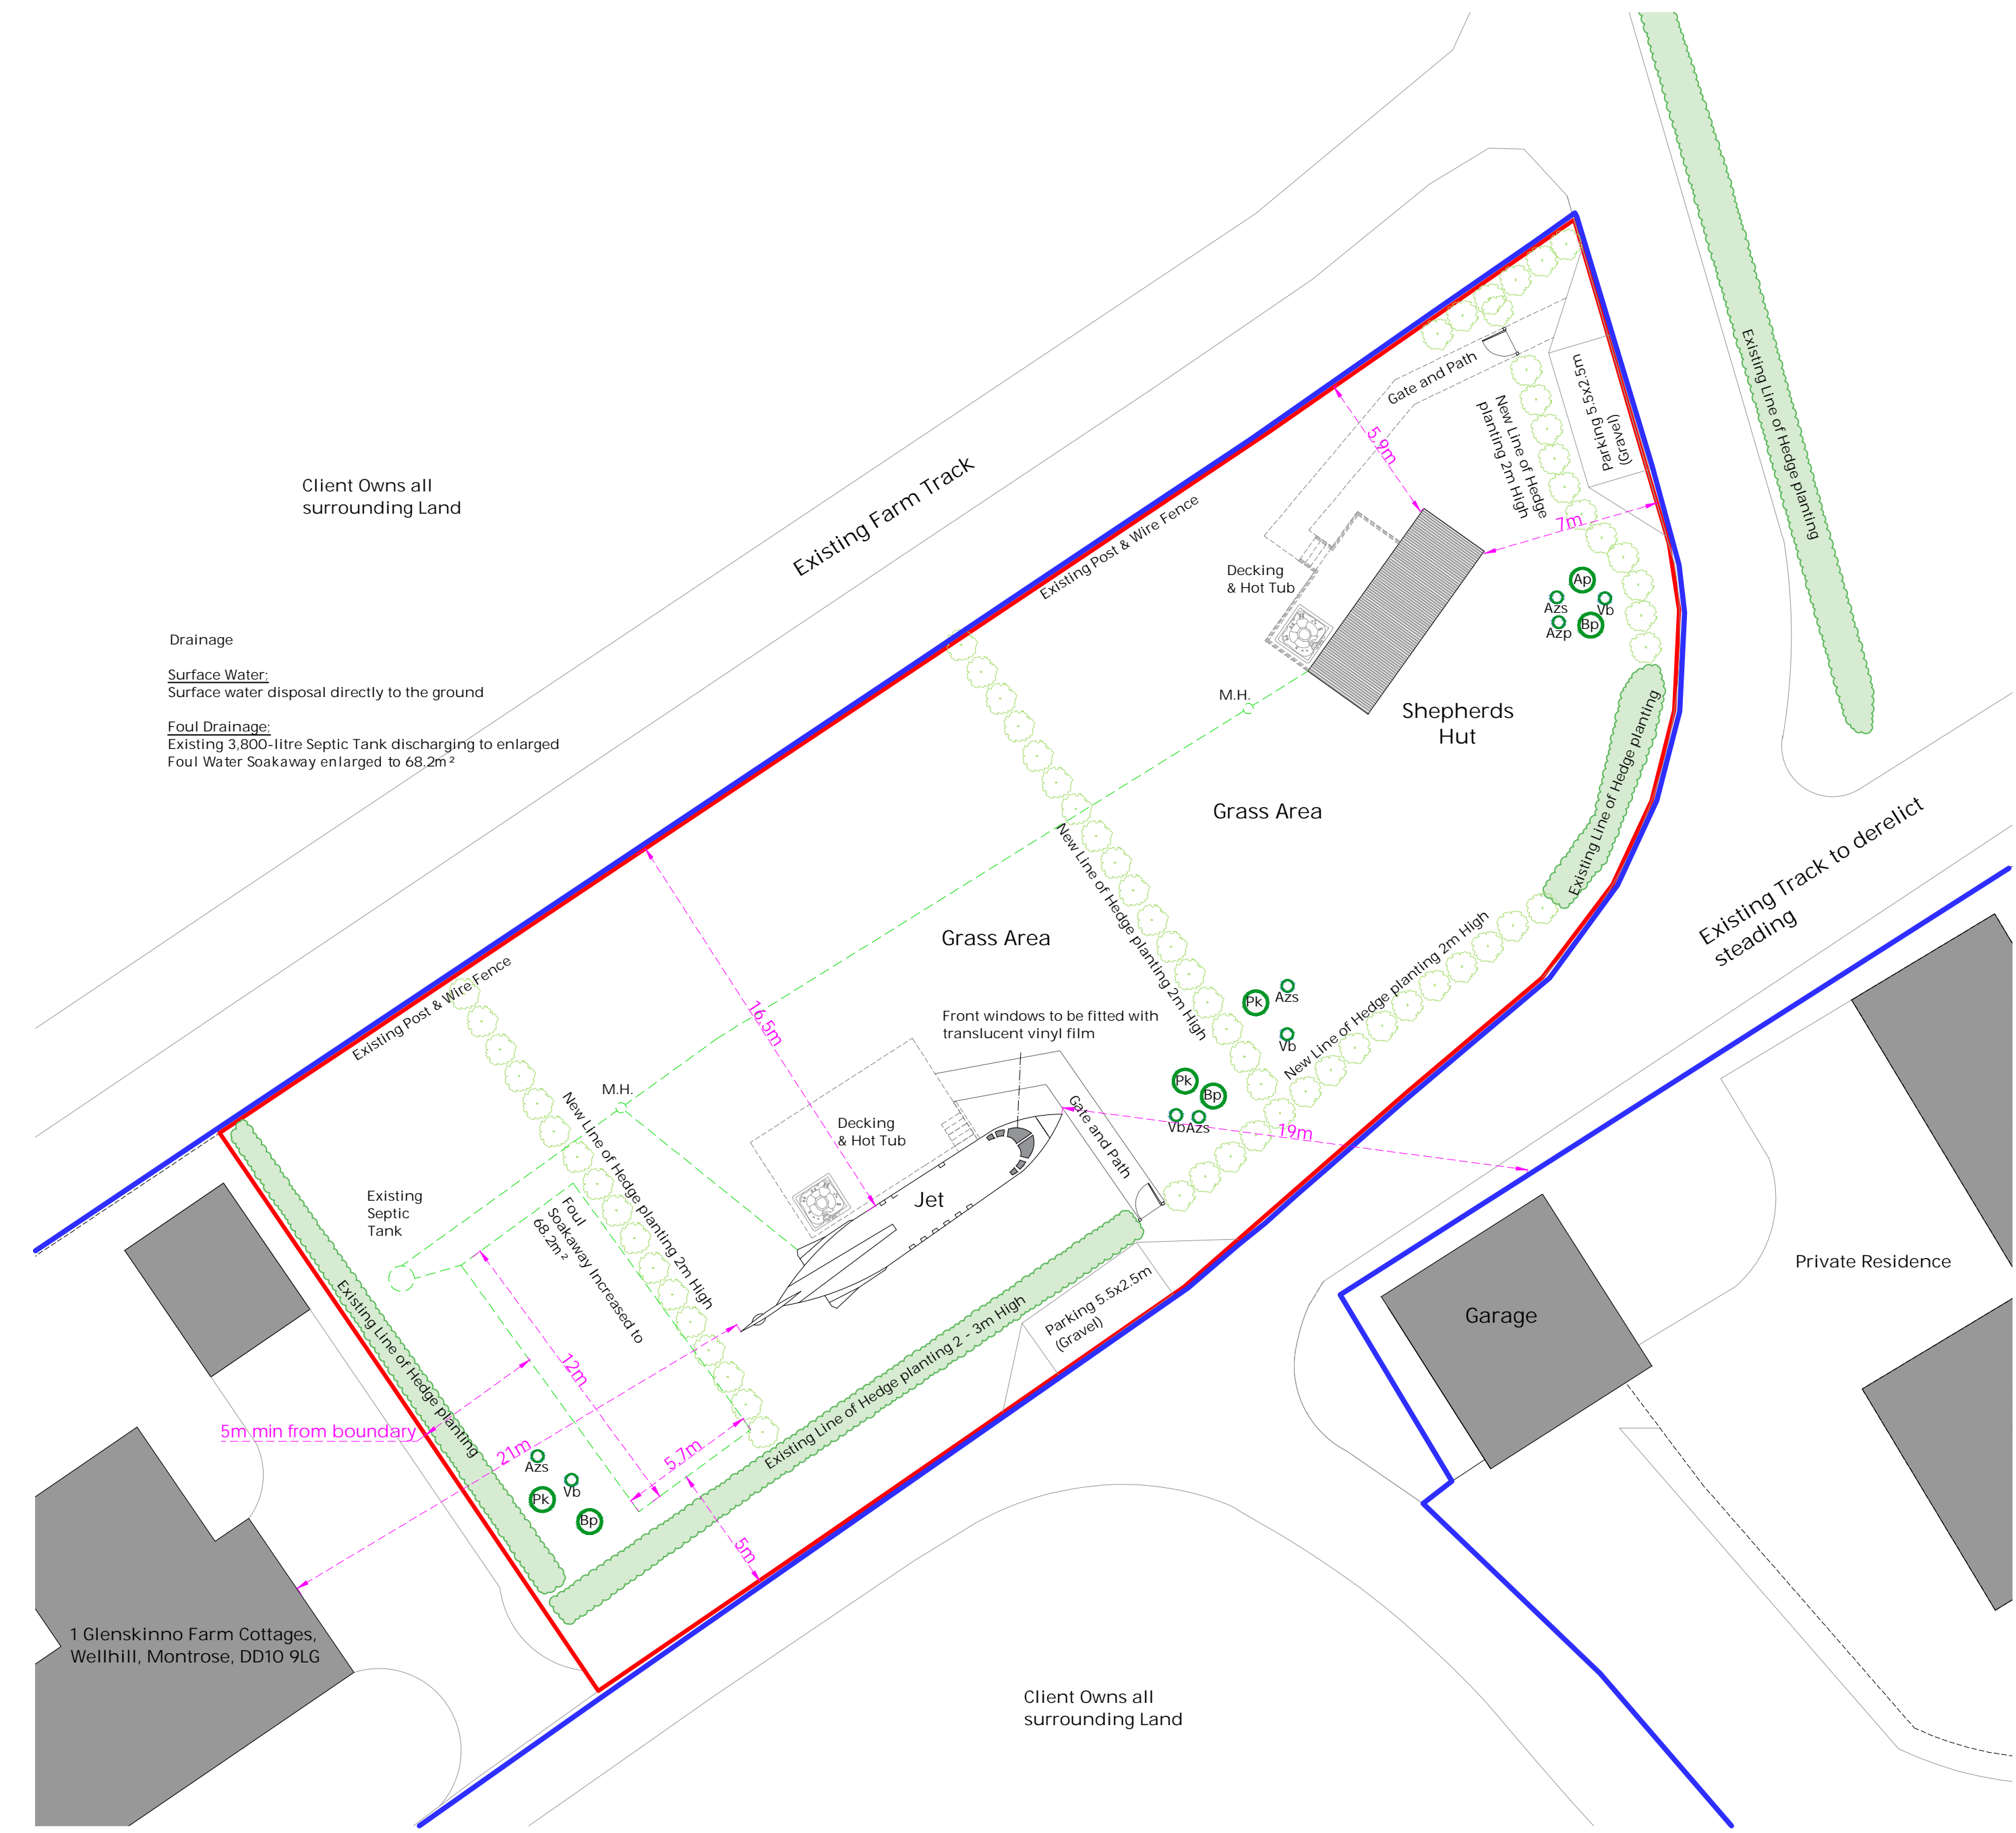 Client Owns all
surrounding Land
Existing Farm Track
Existing Post & Wire Fence
Gate and Path
New Line of Hedge
planting 2m High
Parking 5.5x2.5m
(Gravel)
Existing Line of Hedge planting
5.9m
7m
Decking
& Hot Tub
Ap
Azs
Vb
Azp
Bp
Drainage
Surface Water:
Surface water disposal directly to the ground
Foul Drainage:
Existing 3,800-litre Septic Tank discharging to enlarged
Foul Water Soakaway enlarged to 68.2m²
M.H.
Shepherds
Hut
Grass Area
Existing Line of Hedge planting
Existing Track to derelict
steading
New Line of Hedge planting 2m High
New Line of Hedge planting 2m High
Grass Area
Existing Post & Wire Fence
16.5m
Front windows to be fitted with
translucent vinyl film
Pk
Azs
Vb
Pk
Bp
Vb
Azs
19m
Gate and Path
M.H.
New Line of Hedge planting 2m High
Decking
& Hot Tub
Jet
Existing
Septic
Tank
Foul
Soakaway Increased to
68.2m²
Existing Line of Hedge planting
Parking 5.5x2.5m
(Gravel)
Existing Line of Hedge planting 2 - 3m High
Private Residence
Garage
12m
5m min from boundary
21m
5.7m
5m
Azs
Vb
Pk
Bp
1 Glenskinno Farm Cottages,
Wellhill, Montrose, DD10 9LG
Client Owns all
surrounding Land